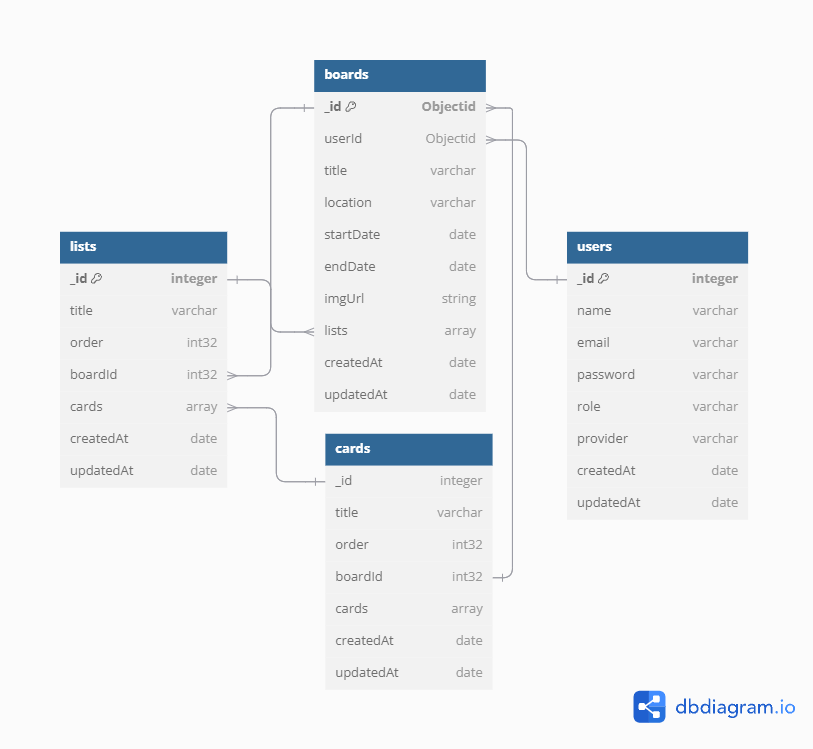 boards
_id Objectid
userId Objectid
title varchar
location varchar
startDate date
endDate date
imgUrl string
lists array
createdAt date
updatedAt date
lists
_id integer
title varchar
order int32
boardId int32
cards array
createdAt date
updatedAt date
users
_id integer
name varchar
email varchar
password varchar
role varchar
provider varchar
createdAt date
updatedAt date
cards
_id integer
title varchar
order int32
boardId int32
cards array
createdAt date
updatedAt date
dbdiagram.io